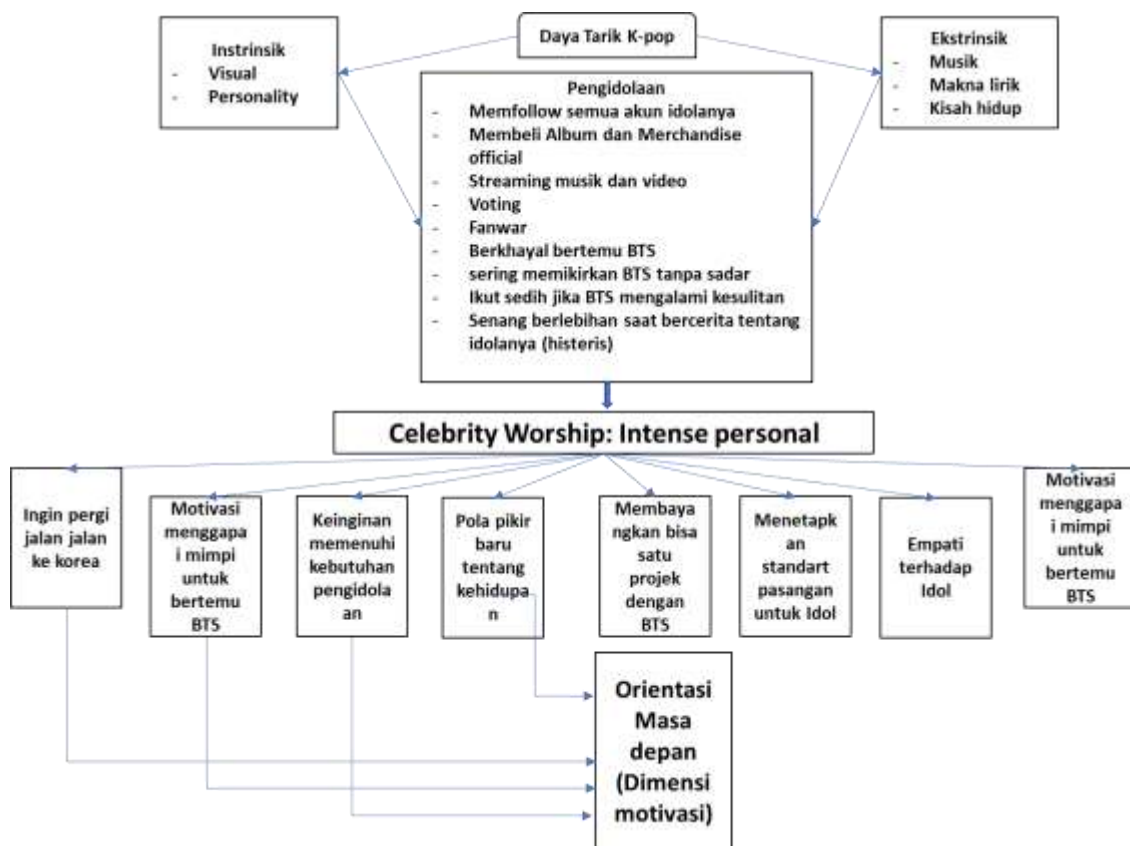 Daya Tarik K-pop
Instrinsik
- Visual
- Personality
Ekstrinsik
- Musik
- Makna lirik
- Kisah hidup
Pengidolaan
- Memfollow semua akun idolanya
- Membeli Album dan Merchandise
official
- Streaming musik dan video
- Voting
- Fanwar
- Berkhayal bertemu BTS
- sering memikirkan BTS tanpa sadar
- Ikut sedih jika BTS mengalami kesulitan
- Senang berlebihan saat bercerita tentang
idolanya (histeris)
Celebrity Worship: Intense personal
Ingin pergi
jalan jalan
ke korea
Motivasi
menggapa
i mimpi
untuk
bertemu
BTS
Keinginan
memenuhi
kebutuhan
pengidola
an
Pola pikir
baru
tentang
kehidupa
n
Membaya
ngkan bisa
satu
projek
dengan
BTS
Menetapk
an
standart
pasangan
untuk Idol
Empati
terhadap
Idol
Motivasi
menggapa
i mimpi
untuk
bertemu
BTS
Orientasi
Masa
depan
(Dimensi
motivasi)